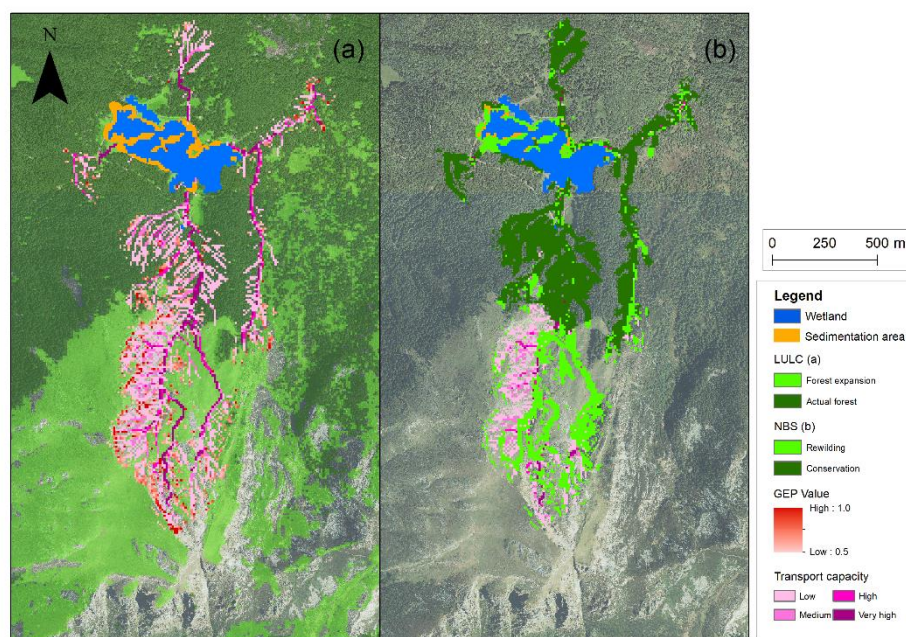 N
(a)
(b)
0 250 500 m
Legend
Wetland
Sedimentation area
LULC (a)
Forest expansion
Actual forest
NBS (b)
Rewilding
Conservation
GEP Value
High : 1.0
Low : 0.5
Transport capacity
Low High
Medium Very high